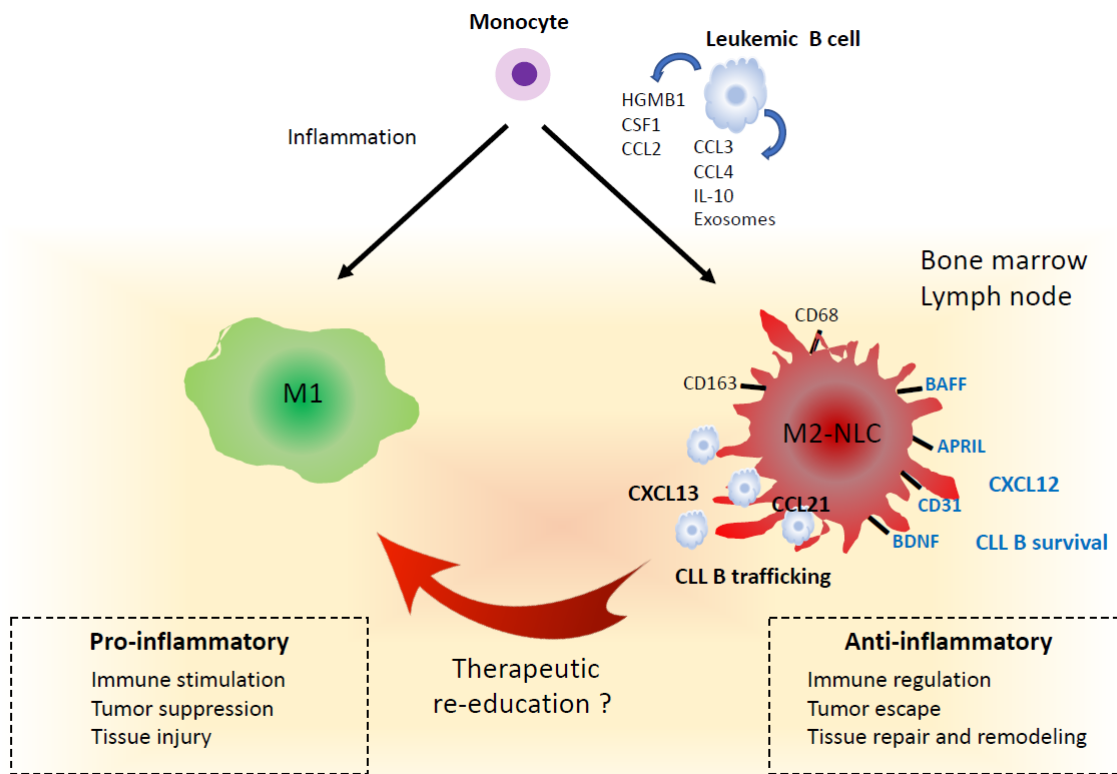 Monocyte
Leukemic B cell
HGMB1
CSF1
CCL2
CCL3
CCL4
IL-10
Exosomes
Inflammation
Bone marrow
Lymph node
M1
CD68
CD163
M2-NLC
BAFF
APRIL
CD31
BDNF
CXCL12
CLL B survival
CXCL13
CCL21
CLL B trafficking
Therapeutic
re-education ?
Pro-inflammatory
Immune stimulation
Tumor suppression
Tissue injury
Anti-inflammatory
Immune regulation
Tumor escape
Tissue repair and remodeling